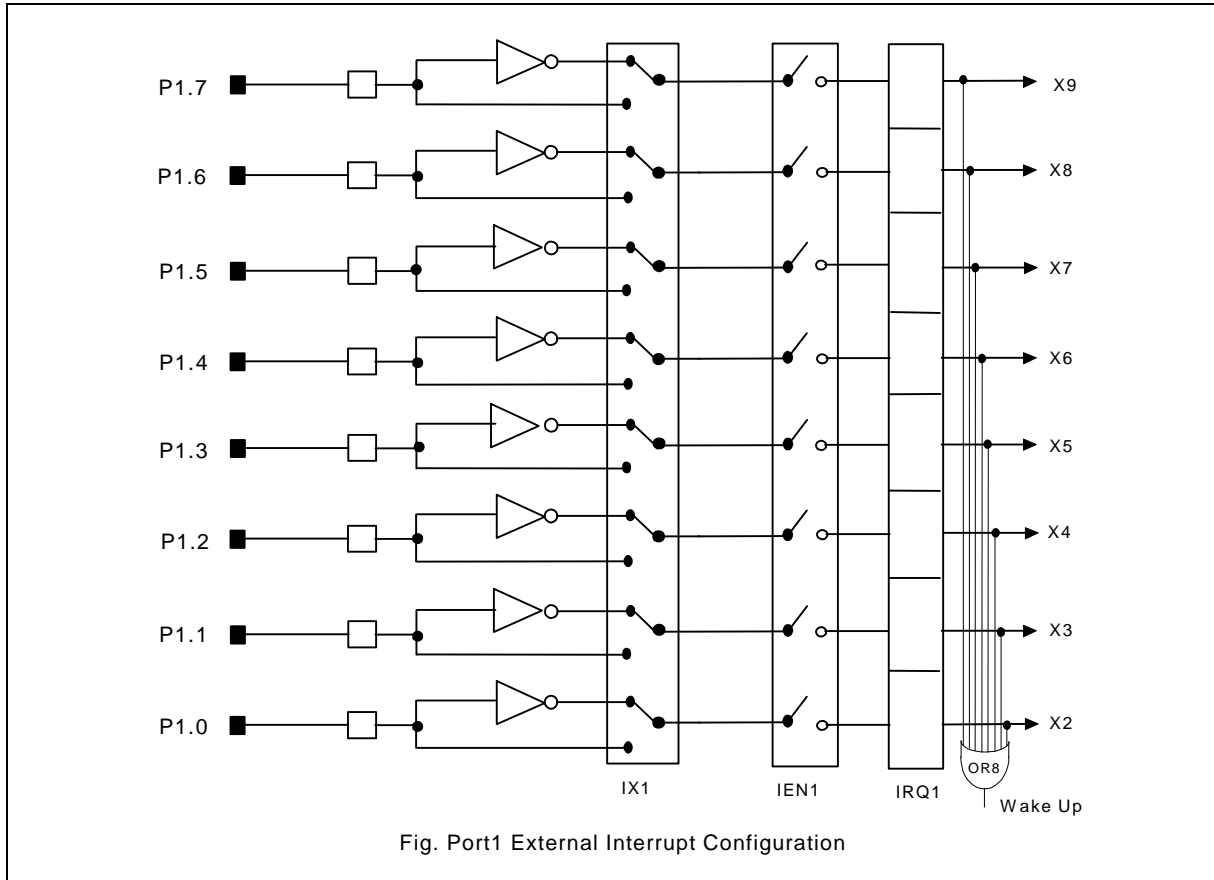 P1.7 X9
P1.6 X8
P1.5 X7
P1.4 X6
P1.3 X5
P1.2 X4
P1.1 X3
P1.0 X2
OR8
IX1 IEN1 IRQ1
Wake Up
Fig. Port1 External Interrupt Configuration